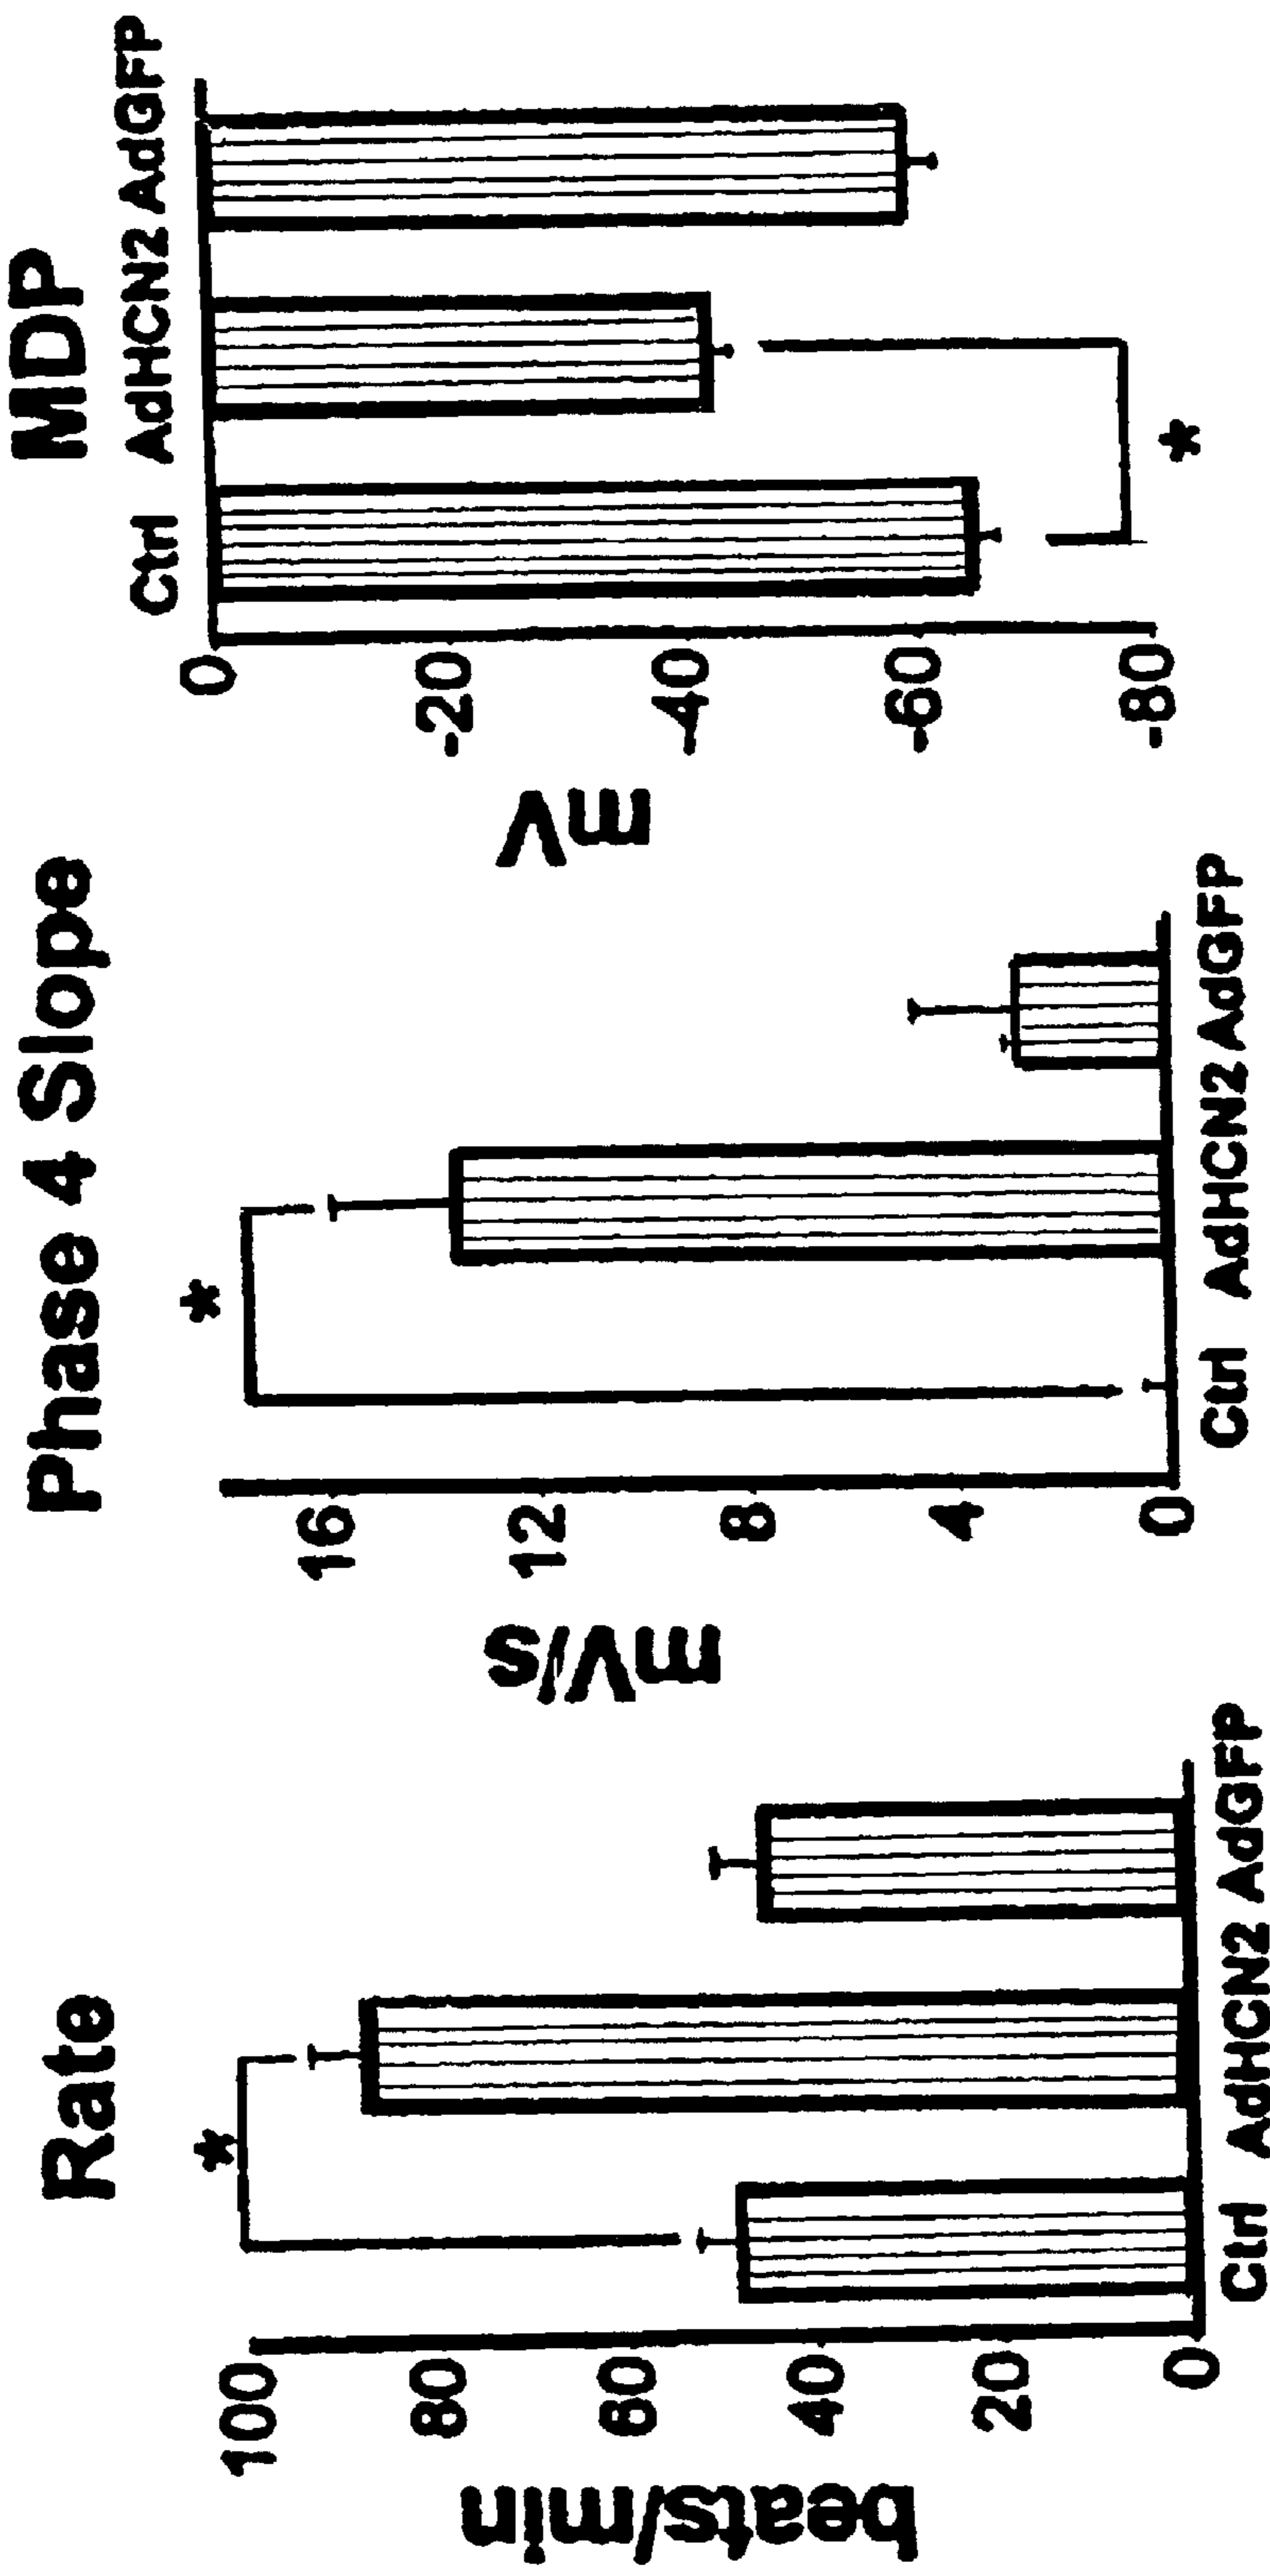 Rate
beats/min
100
80
60
40
20
0
Ctrl AdHCN2 AdGFP
*
Phase 4 Slope
mV/s
16
12
8
4
0
Ctrl AdHCN2 AdGFP
*
MDP
Ctrl AdHCN2 AdGFP
mV
0
-20
-40
-60
-80
*